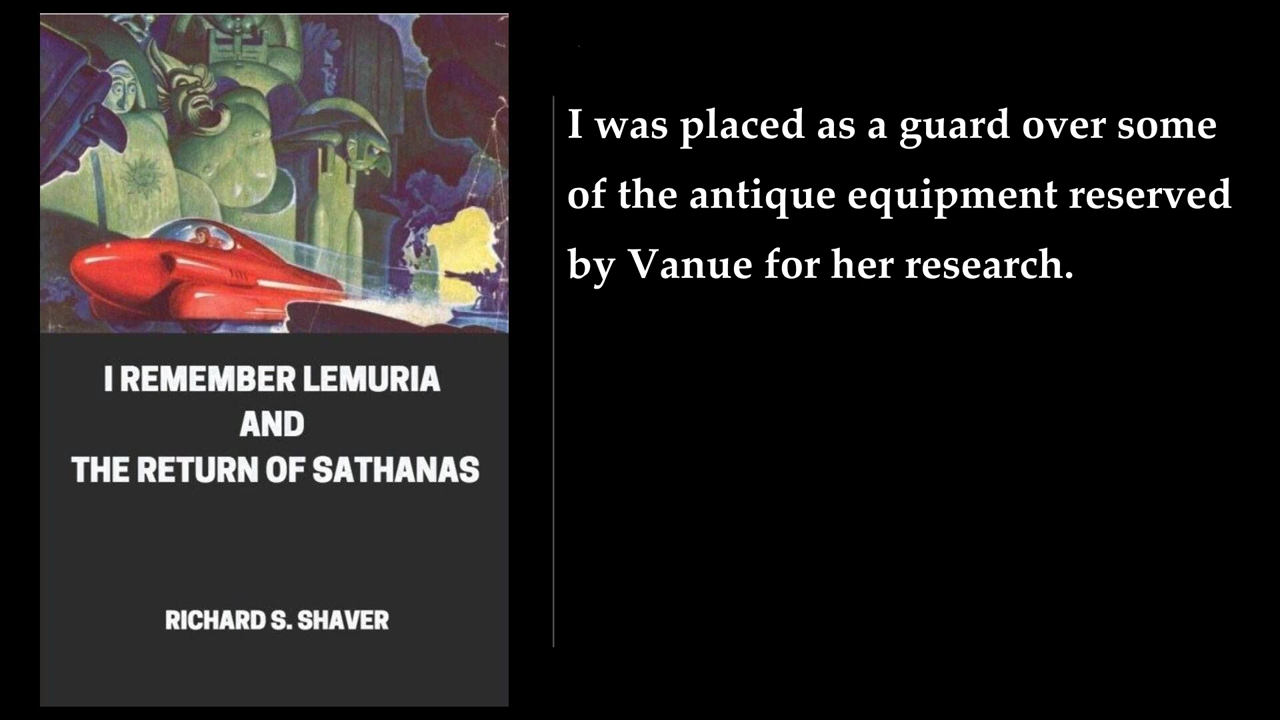 I REMEMBER LEMURIA
AND
THE RETURN OF SATHANAS
RICHARD S. SHAVER
I was placed as a guard over some
of the antique equipment reserved
by Vanue for her research.